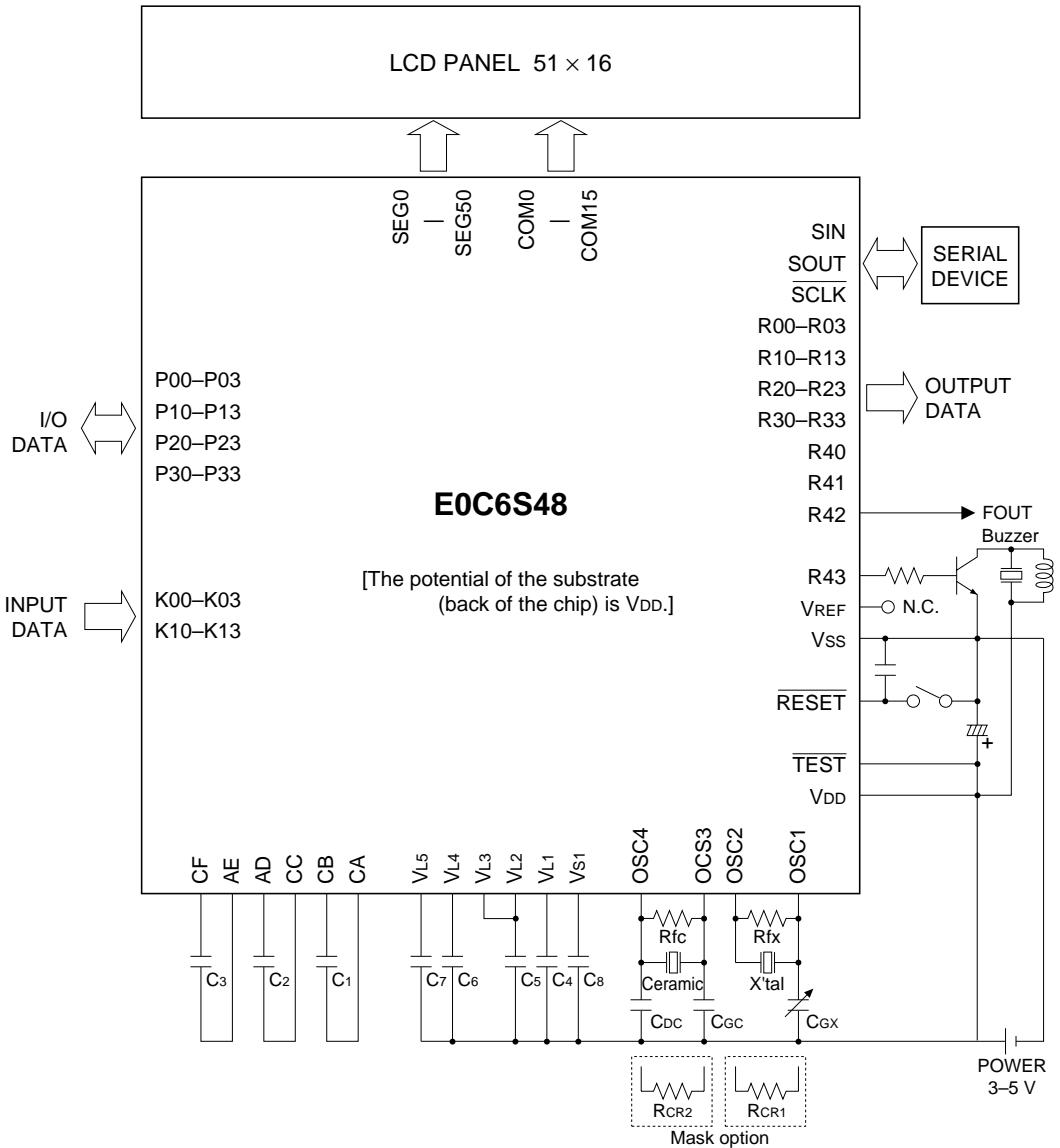 LCD PANEL 51 × 16
SEG0
|
SEG50
COM0
|
COM15
SIN
SOUT
SCLK
SERIAL
DEVICE
R00–R03
R10–R13
R20–R23
R30–R33
R40
R41
R42
R43
OUTPUT
DATA
FOUT
Buzzer
P00–P03
P10–P13
P20–P23
P30–P33
I/O
DATA
E0C6S48
[The potential of the substrate
(back of the chip) is VDD.]
K00–K03
K10–K13
INPUT
DATA
VREF
N.C.
VSS
RESET
+
TEST
VDD
CF
AE
AD
CC
CB
CA
VL5
VL4
VL3
VL2
VL1
VS1
OSC4
OCS3
OSC2
OSC1
C3
C2
C1
C7
C6
C5
C4
C8
Rfc
Ceramic
CDC
CGC
Rfx
X'tal
CGX
RCR2
RCR1
Mask option
POWER
3–5 V